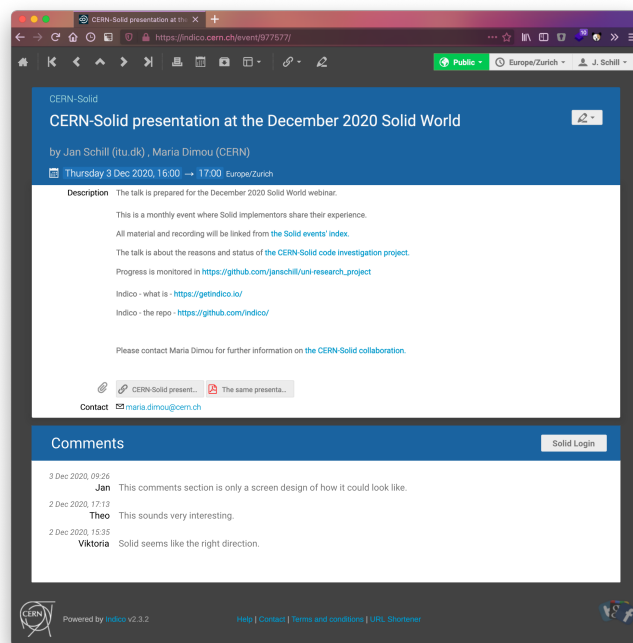 CERN-Solid presentation at the
https://indico.cern.ch/event/977577/
10
Public
Europe/Zurich
J. Schill
CERN-Solid
CERN-Solid presentation at the December 2020 Solid World
by Jan Schill (itu.dk) , Maria Dimou (CERN)
Thursday 3 Dec 2020, 16:00 → 17:00 Europe/Zurich
Description The talk is prepared for the December 2020 Solid World webinar.
This is a monthly event where Solid implementors share their experience.
All material and recording will be linked from the Solid events' index.
The talk is about the reasons and status of the CERN-Solid code investigation project.
Progress is monitored in https://github.com/janschill/uni-research_project
Indico - what is - https://getindico.io/
Indico - the repo - https://github.com/indico/
Please contact Maria Dimou for further information on the CERN-Solid collaboration.
CERN-Solid present... The same presenta...
Contact maria.dimou@cern.ch
Comments Solid Login
3 Dec 2020, 09:26
Jan This comments section is only a screen design of how it could look like.
2 Dec 2020, 17:13
Theo This sounds very interesting.
2 Dec 2020, 15:35
Viktoria Solid seems like the right direction.
CERN
Powered by Indico v2.3.2
Help | Contact | Terms and conditions | URL Shortener